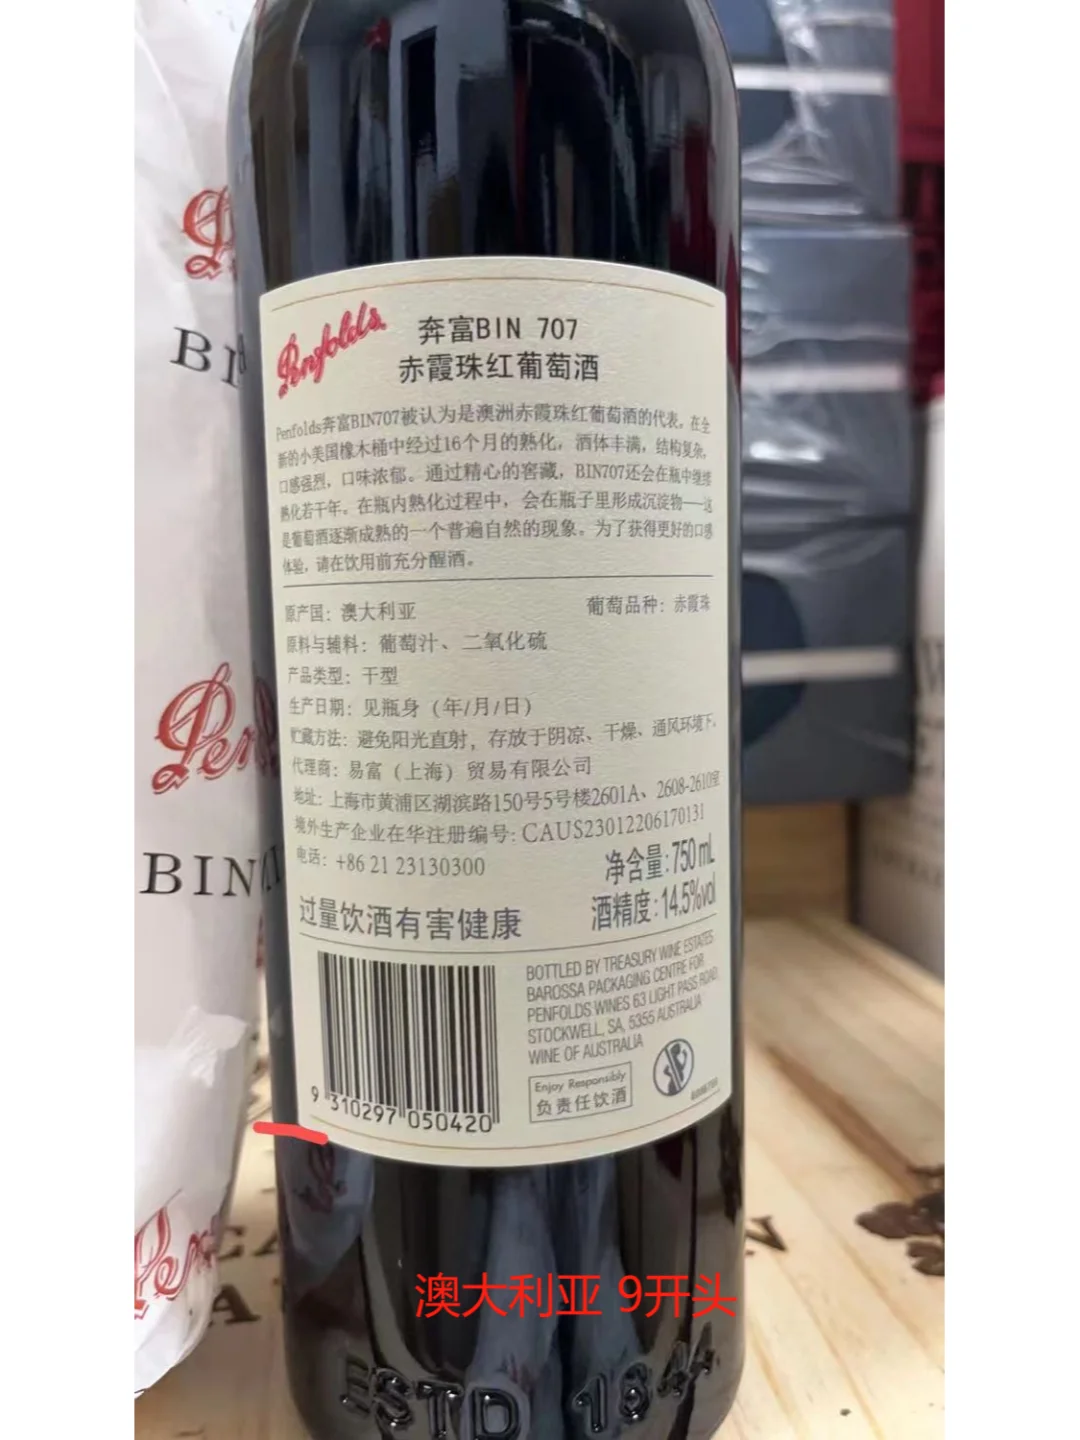 Penfolds
奔富BIN 707
赤霞珠红葡萄酒
Penfolds奔富BIN707被认为是澳洲赤霞珠红葡萄酒的代表。在全
新的小美国橡木桶中经过16个月的熟化，酒体丰满，结构复杂，
口感强烈，口味浓郁。通过精心的窖藏，BIN707还会在瓶中继续
熟化若干年。在瓶内熟化过程中，会在瓶子里形成沉淀物——这
是葡萄酒逐渐成熟的一个普遍自然的现象。为了获得更好的口感
体验，请在饮用前充分醒酒。
原产国：澳大利亚 葡萄品种：赤霞珠
原料与辅料：葡萄汁、二氧化硫
产品类型：干型
生产日期：见瓶身（年/月/日）
贮藏方法：避免阳光直射，存放于阴凉、干燥、通风环境下。
代理商：易富（上海）贸易有限公司
地址：上海市黄浦区湖滨路150号5号楼2601A、2608-2610室
境外生产企业在华注册编号：CAUS23012206170131
电话：+86 21 23130300
净含量：750 mL
酒精度：14.5%vol
过量饮酒有害健康
BOTTLED BY TREASURY WINE ESTATES
BAROSSA PACKAGING CENTRE FOR
PENFOLDS WINES 63 LIGHT PASS ROAD,
STOCKWELL, SA, 5355 AUSTRALIA
WINE OF AUSTRALIA
Enjoy Responsibly
负责任饮酒
9 310297 050420
澳大利亚 9开头
ESTD 1844